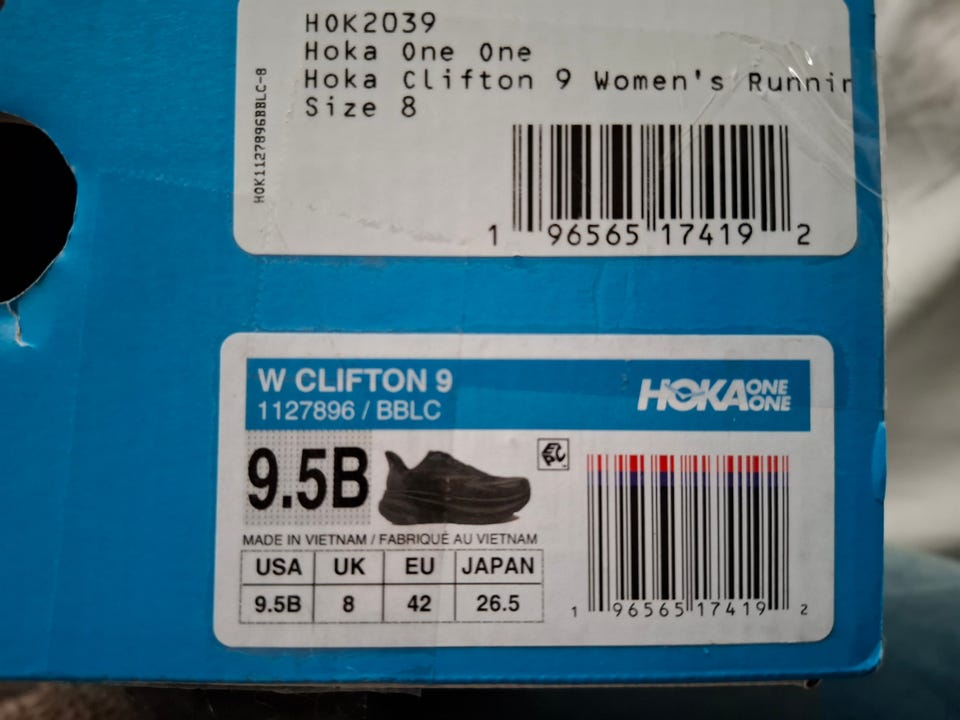 HOK2039
Hoka One One
Hoka Clifton 9 Women's Runnin
Size 8
HOK1127896BBLC-8
1 96565 17419 2
W CLIFTON 9
1127896 / BBLC
HOKA ONE ONE
9.5B
MADE IN VIETNAM / FABRIQUÉ AU VIETNAM
USA UK EU JAPAN
9.5B 8 42 26.5
1 96565 17419 2